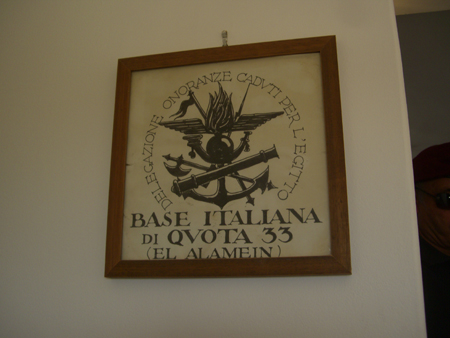 DELEGAZIONE ONORANZE CADUTI PER L'EGITTO
BASE ITALIANA
DI QVOTA 33
(EL ALAMEIN)